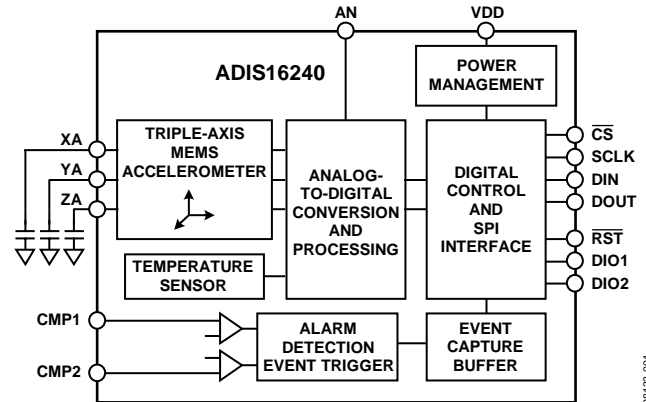 AN
VDD
ADIS16240
POWER
MANAGEMENT
XA
YA
ZA
TRIPLE-AXIS
MEMS
ACCELEROMETER
ANALOG-
TO-DIGITAL
CONVERSION
AND
PROCESSING
DIGITAL
CONTROL
AND
SPI
INTERFACE
CS
SCLK
DIN
DOUT
RST
DIO1
DIO2
TEMPERATURE
SENSOR
CMP1
CMP2
ALARM
DETECTION
EVENT TRIGGER
EVENT
CAPTURE
BUFFER